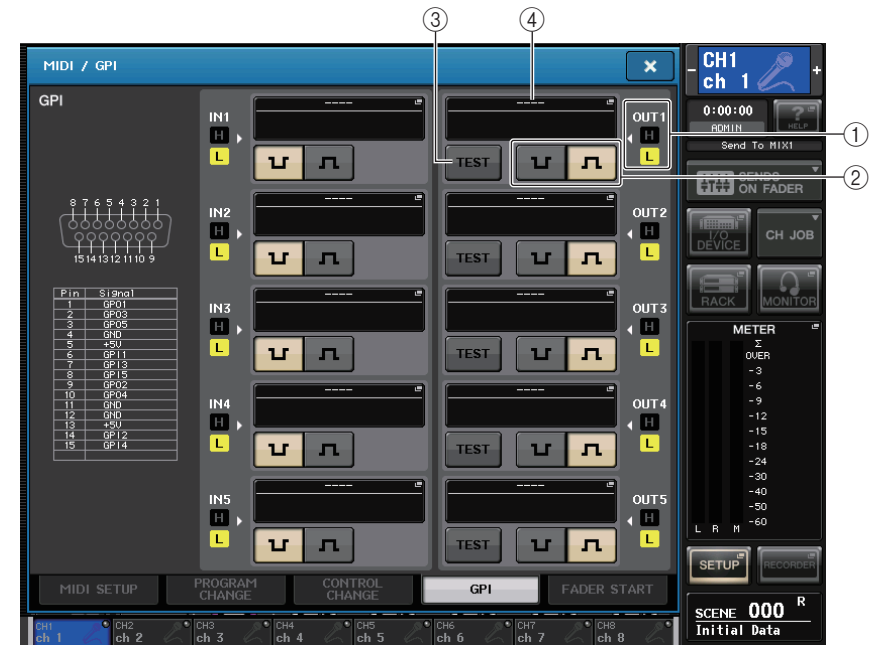 ③ ④
MIDI / GPI
×
GPI
8 7 6 5 4 3 2 1
15 14 13 12 11 10 9
Pin Signal
1 GPO1
2 GPO3
3 GPO5
4 GND
5 +5V
6 GPI1
7 GPI3
8 GPI5
9 GPO2
10 GPO4
11 GND
12 GND
13 +5V
14 GPI2
15 GPI4
IN1
H
L
----
----
TEST
OUT1
H
L
①
②
IN2
H
L
----
----
TEST
OUT2
H
L
IN3
H
L
----
----
TEST
OUT3
H
L
IN4
H
L
----
----
TEST
OUT4
H
L
IN5
H
L
----
----
TEST
OUT5
H
L
MIDI SETUP
PROGRAM
CHANGE
CONTROL
CHANGE
GPI
FADER START
CH1
ch 1
CH2
ch 2
CH3
ch 3
CH4
ch 4
CH5
ch 5
CH6
ch 6
CH7
ch 7
CH8
ch 8
- CH1 +
ch 1
0:00:00
ADMIN
?
HELP
Send To MIX1
SENDS
ON FADER
I/O
DEVICE
CH JOB
RACK
MONITOR
METER
Σ
OVER
-3
-6
-9
-12
-15
-18
-24
-30
-40
-50
-60
L R M
SETUP
RECORDER
SCENE 000 R
Initial Data